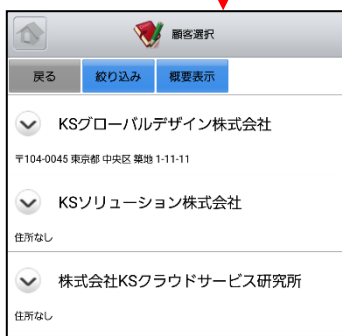 顧客選択
戻る 絞り込み 概要表示
KSグローバルデザイン株式会社
〒104-0045 東京都 中央区 築地 1-11-11
KSソリューション株式会社
住所なし
株式会社KSクラウドサービス研究所
住所なし